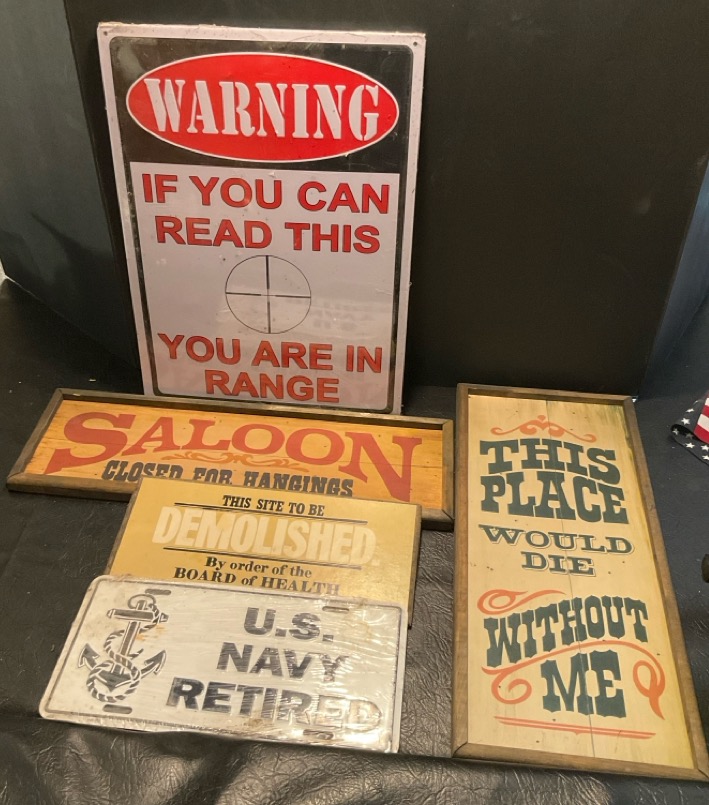 WARNING
IF YOU CAN
READ THIS
YOU ARE IN
RANGE
SALOON
CLOSED FOR HANGINGS
THIS SITE TO BE
DEMOLISHED
By order of the
BOARD of HEALTH
U.S.
NAVY
RETIRED
THIS
PLACE
WOULD
DIE
WITHOUT
ME